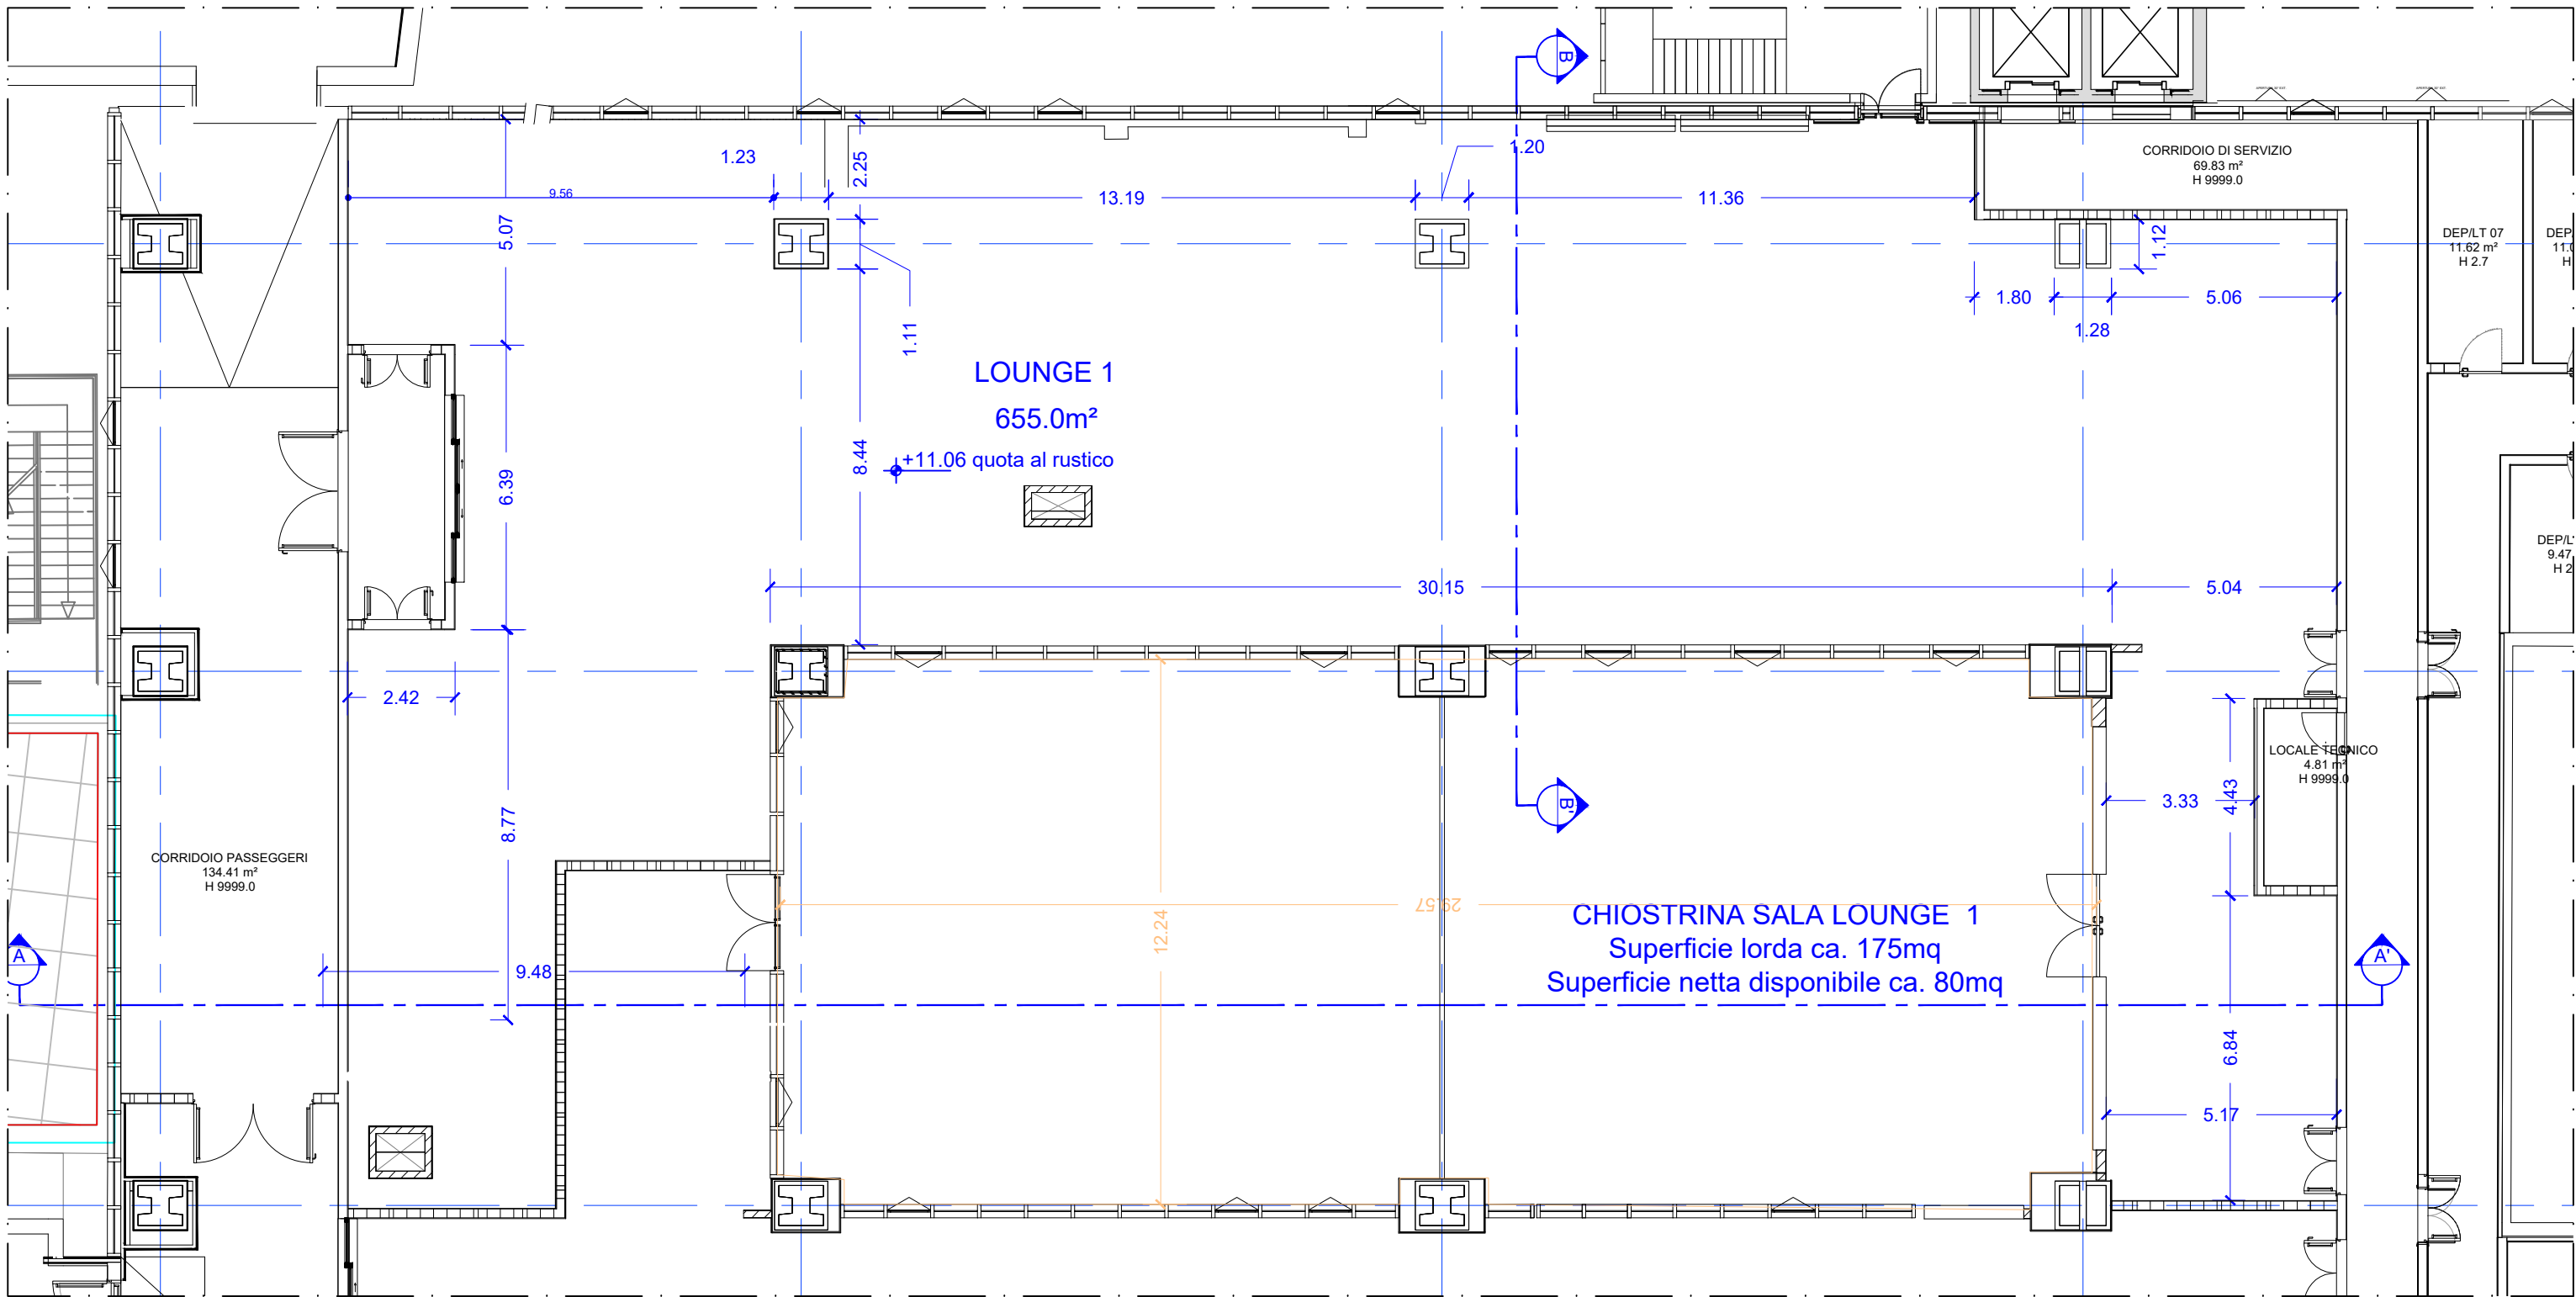 B
CORRIDOIO DI SERVIZIO
69.83 m²
H 9999.0
1.23
2.25
1.20
9.56
13.19
11.36
5.07
1.12
DEP/LT 07
11.62 m²
H 2.7
DEP
H
1.80
5.06
1.28
1.11
LOUNGE 1
655.0m²
+11.06 quota al rustico
8.44
6.39
DEP/L
9.47
H 2
30.15
5.04
2.42
LOCALE TECNICO
4.81 m²
H 9999.0
3.33
4.43
B'
8.77
CORRIDOIO PASSEGGERI
134.41 m²
H 9999.0
29.57
12.24
CHIOSTRINA SALA LOUNGE 1
Superficie lorda ca. 175mq
Superficie netta disponibile ca. 80mq
A
9.48
A'
6.84
5.17